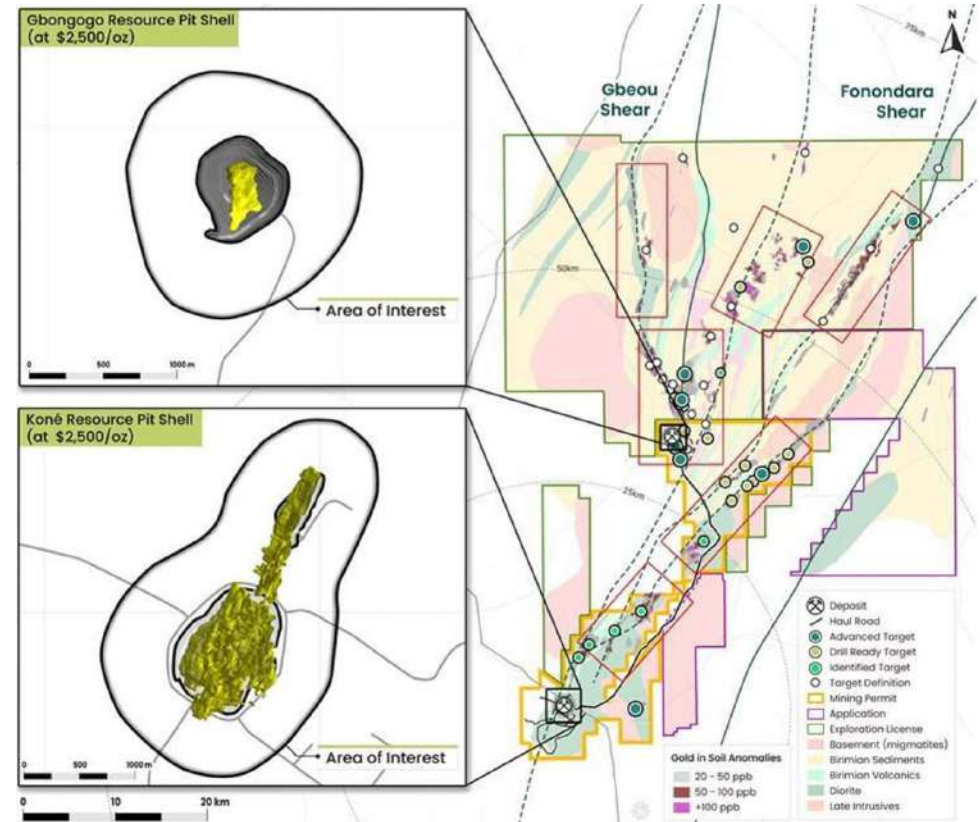 Gbongogo Resource Pit Shell
(at $2,500/oz)
Area of Interest
0 500 1000 m
Koné Resource Pit Shell
(at $2,500/oz)
Area of Interest
0 500 1000 m
0 10 20 km
N
75km
Gbeou
Shear
Fonondara
Shear
50km
25km
Deposit
Haul Road
Advanced Target
Drill Ready Target
Identified Target
Target Definition
Mining Permit
Application
Exploration License
Basement (migmatites)
Birimian Sediments
Birimian Volcanics
Diorite
Late Intrusives
Gold in Soil Anomalies
20 - 50 ppb
50 - 100 ppb
+100 ppb